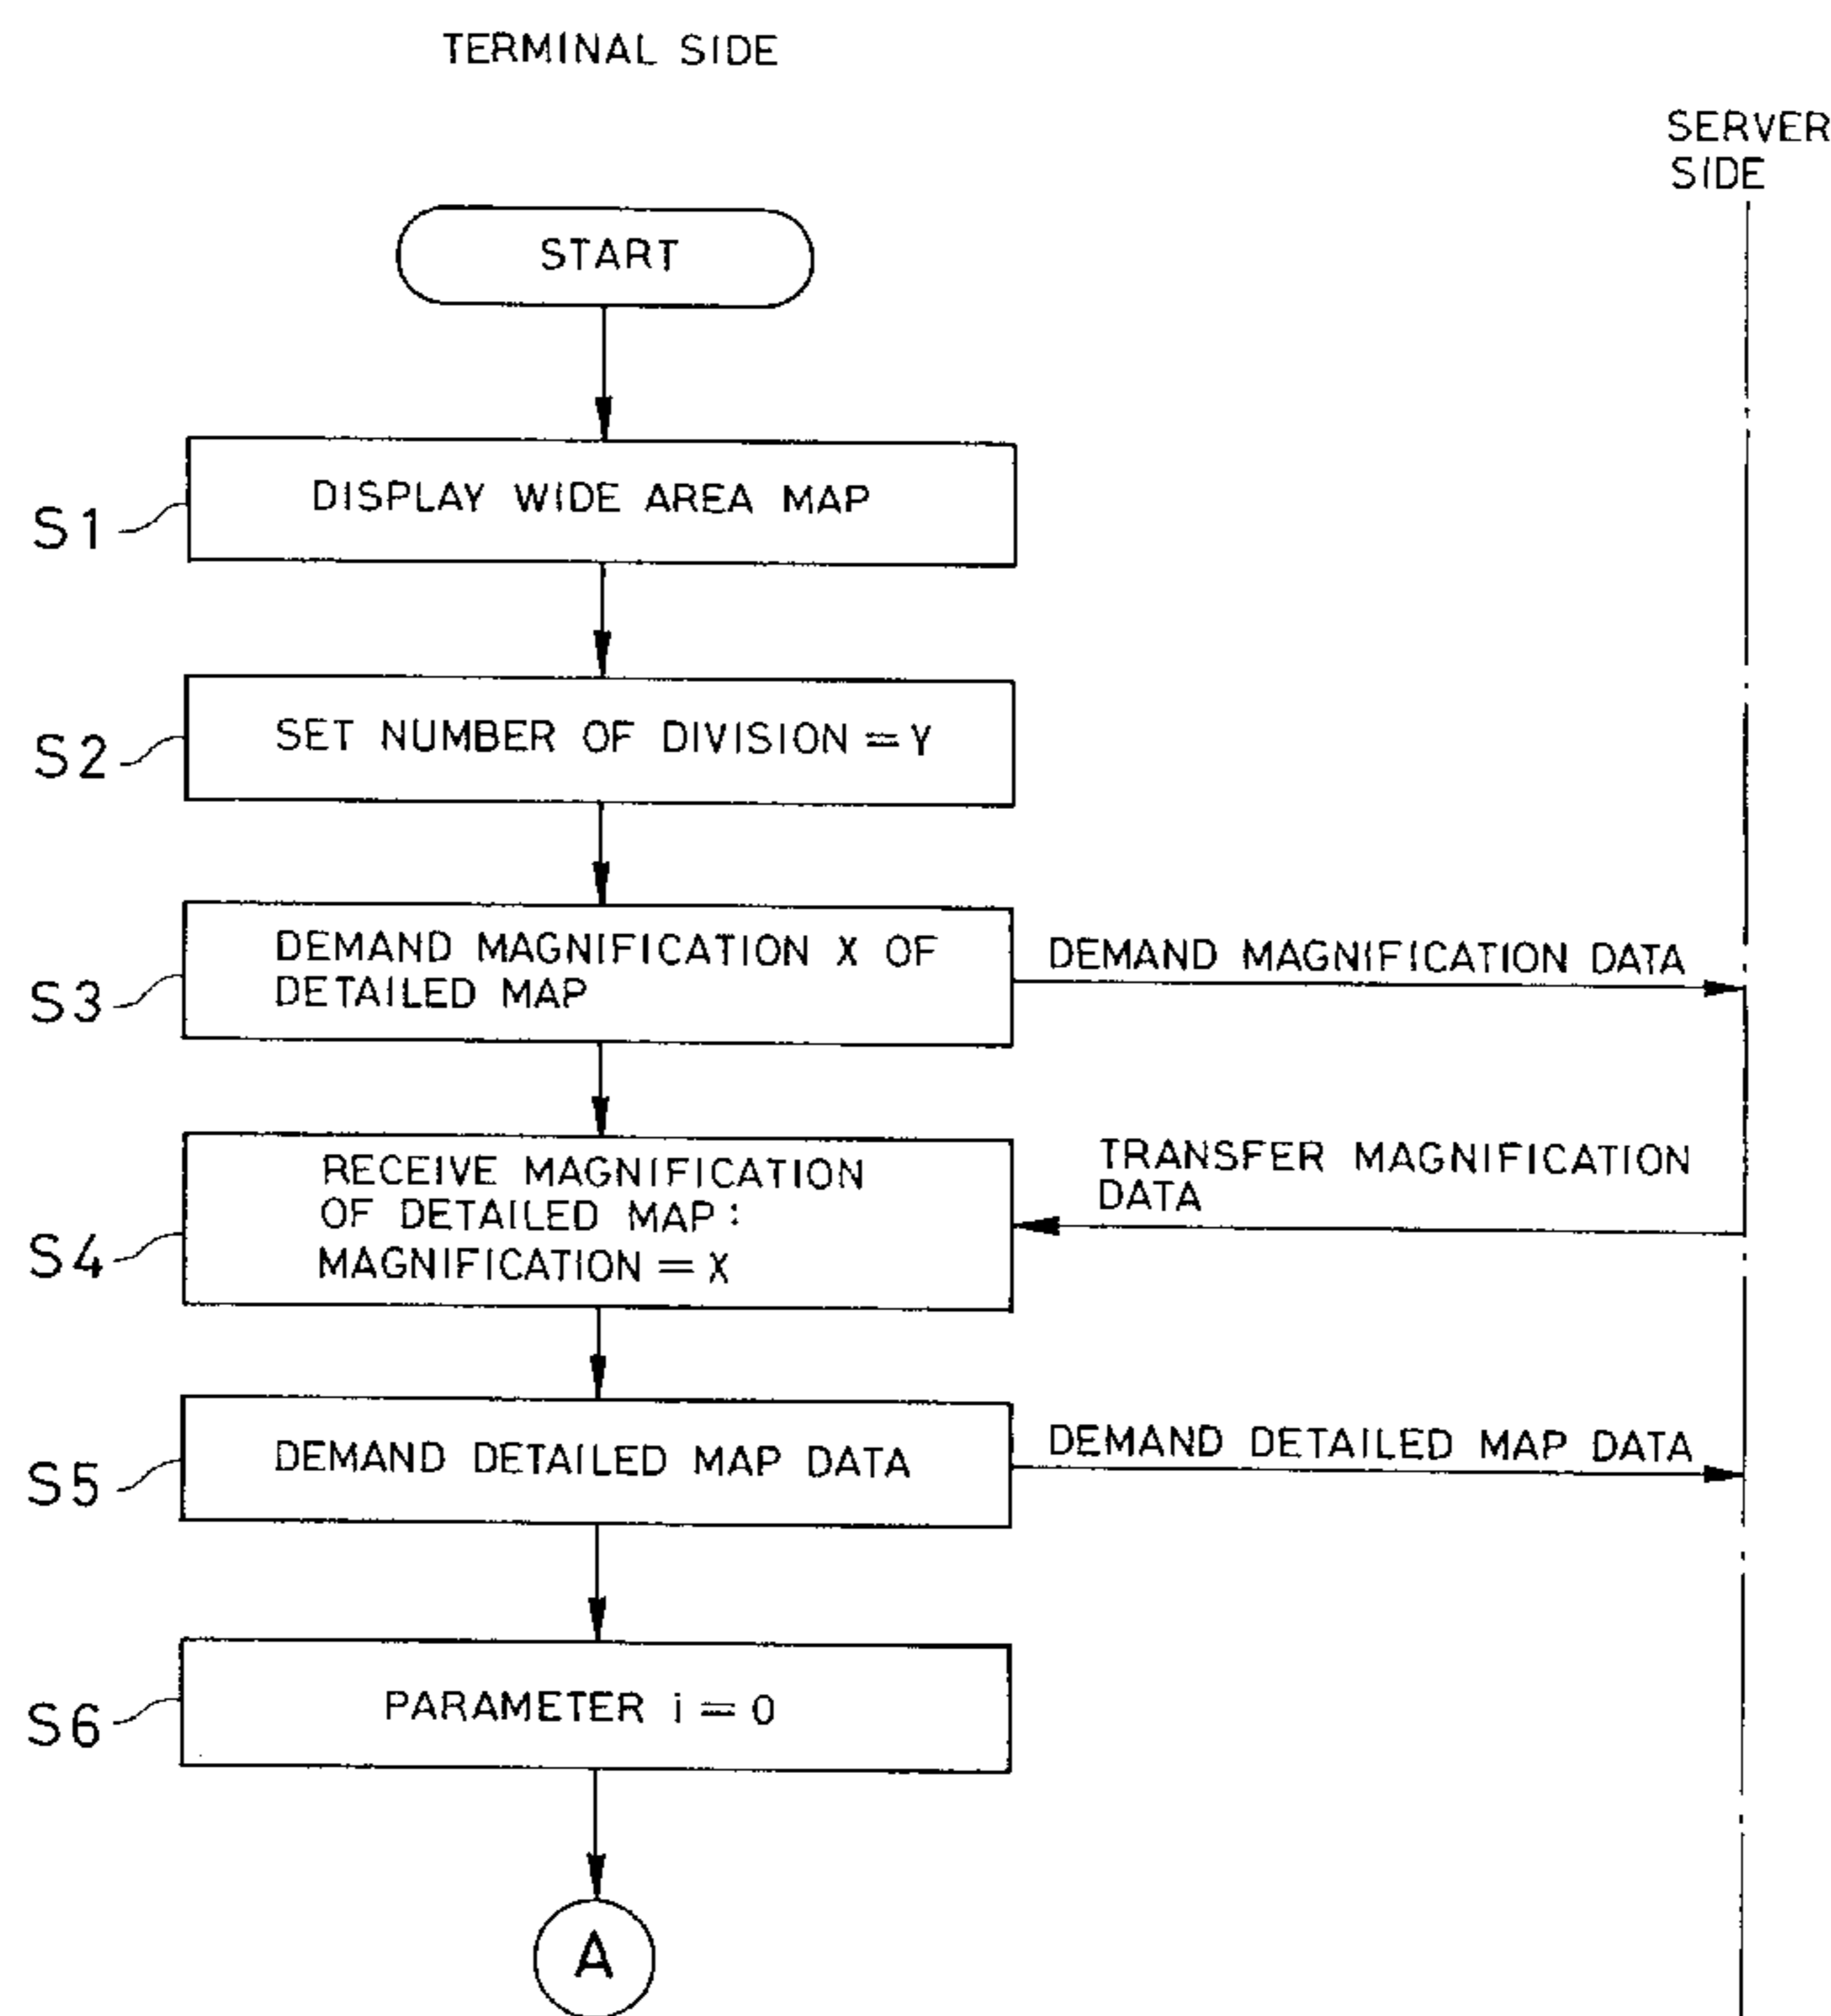 TERMINAL SIDE
SERVER
SIDE
START
S1
DISPLAY WIDE AREA MAP
S2
SET NUMBER OF DIVISION = Y
S3
DEMAND MAGNIFICATION X OF
DETAILED MAP
DEMAND MAGNIFICATION DATA
S4
RECEIVE MAGNIFICATION
OF DETAILED MAP:
MAGNIFICATION = X
TRANSFER MAGNIFICATION
DATA
S5
DEMAND DETAILED MAP DATA
DEMAND DETAILED MAP DATA
S6
PARAMETER i = 0
A